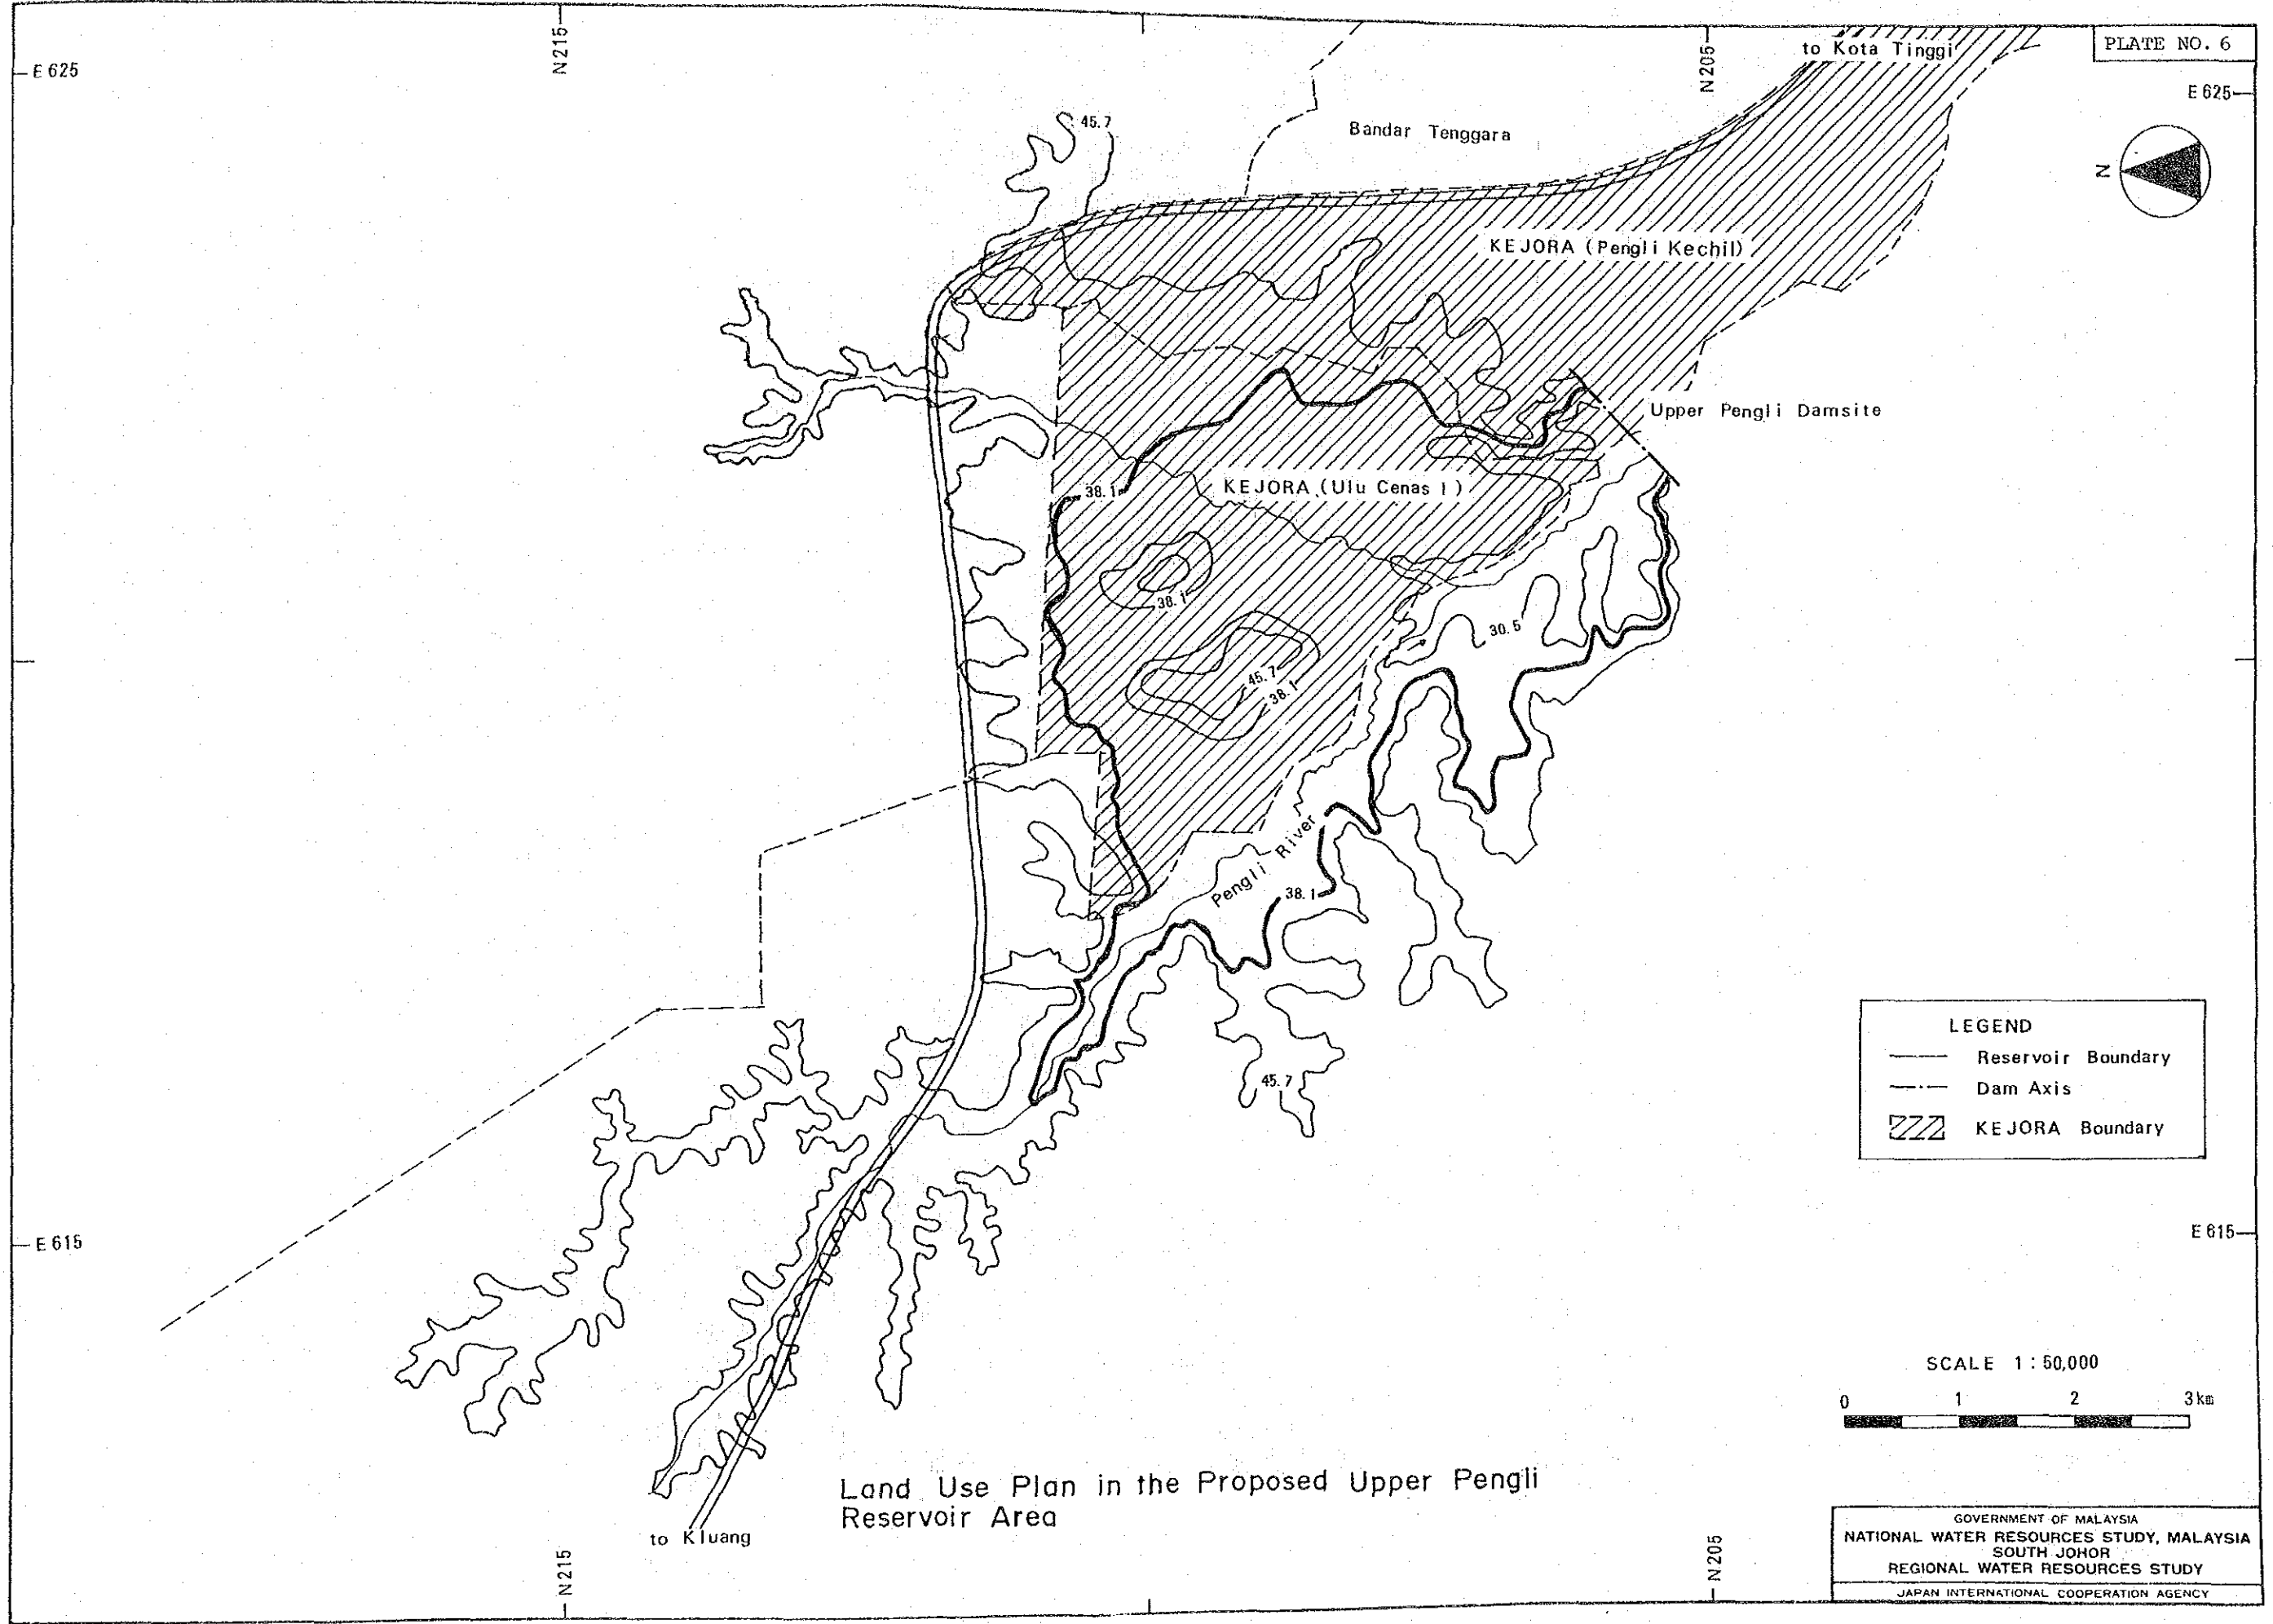 PLATE NO. 6
E 625
N 215
N 205
to Kota Tinggi
E 625
45.7
Bandar Tenggara
N
KEJORA (Pengli Kechil)
Upper Pengli Damsite
38.1
KEJORA (Ulu Cenas I)
38.1
30.5
45.7
38.1
Pengli River
38.1
45.7
LEGEND
Reservoir Boundary
Dam Axis
KEJORA Boundary
E 615
E 615
SCALE 1 : 50,000
0 1 2 3 km
Land Use Plan in the Proposed Upper Pengli
Reservoir Area
to Kluang
N 215
N 205
GOVERNMENT OF MALAYSIA
NATIONAL WATER RESOURCES STUDY, MALAYSIA
SOUTH JOHOR
REGIONAL WATER RESOURCES STUDY
JAPAN INTERNATIONAL COOPERATION AGENCY